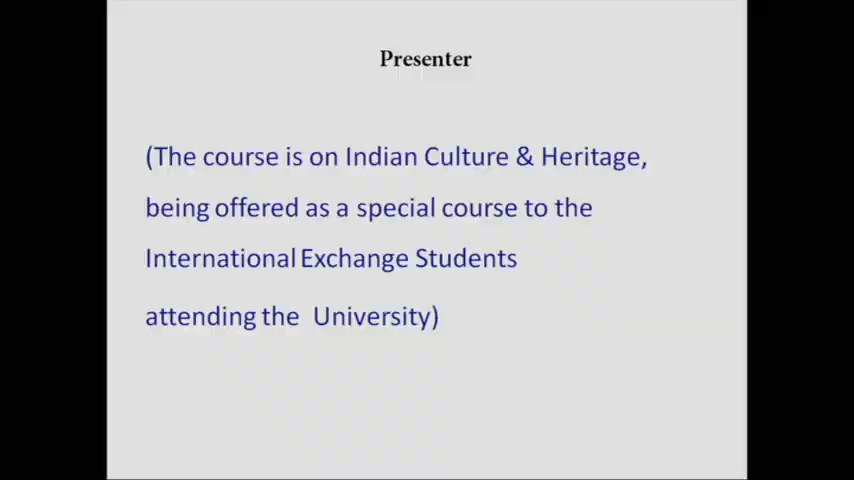 Presenter
(The course is on Indian Culture & Heritage,
being offered as a special course to the
International Exchange Students
attending the University)